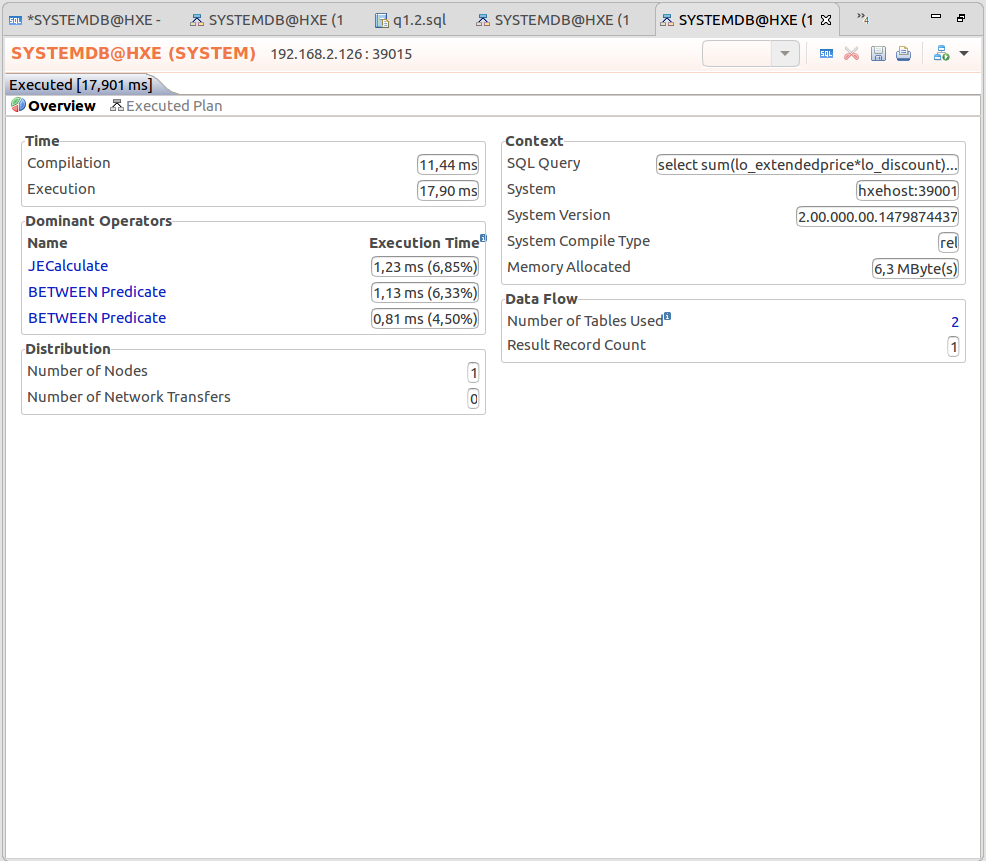 *SYSTEMDB@HXE -
SYSTEMDB@HXE (1
q1.2.sql
SYSTEMDB@HXE (1
SYSTEMDB@HXE (1
»4
SYSTEMDB@HXE (SYSTEM) 192.168.2.126 : 39015
SQL
Executed [17,901 ms]
Overview
Executed Plan
Time
Compilation 11,44 ms
Execution 17,90 ms
Dominant Operators
Name Execution Time
JECalculate 1,23 ms (6,85%)
BETWEEN Predicate 1,13 ms (6,33%)
BETWEEN Predicate 0,81 ms (4,50%)
Distribution
Number of Nodes 1
Number of Network Transfers 0
Context
SQL Query select sum(lo_extendedprice*lo_discount)...
System hxehost:39001
System Version 2.00.000.00.1479874437
System Compile Type rel
Memory Allocated 6,3 MByte(s)
Data Flow
Number of Tables Used 2
Result Record Count 1